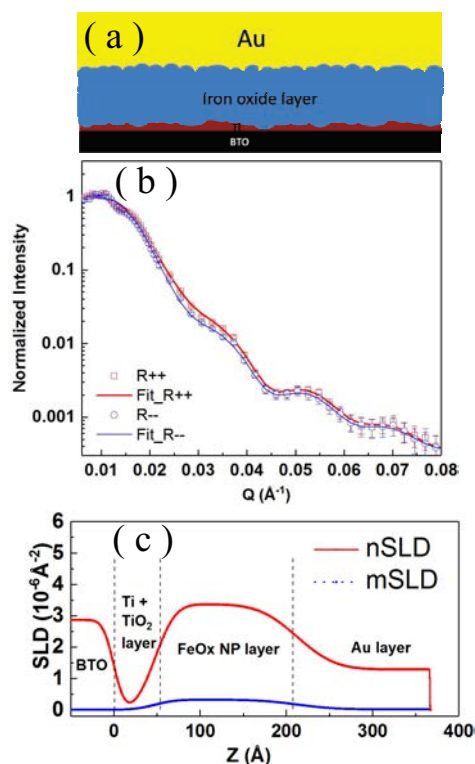 ( a )
Au
Iron oxide layer
Ti
BTO
( b )
Normalized Intensity
1
0.1
0.01
0.001
R++
Fit_R++
R--
Fit_R--
0.01 0.02 0.03 0.04 0.05 0.06 0.07 0.08
Q (Å⁻¹)
( c )
SLD (10⁻⁶Å⁻²)
6
5
4
3
2
1
0
nSLD
mSLD
Ti +
TiO₂
layer
BTO
FeOx NP layer
Au layer
0 100 200 300 400
Z (Å)